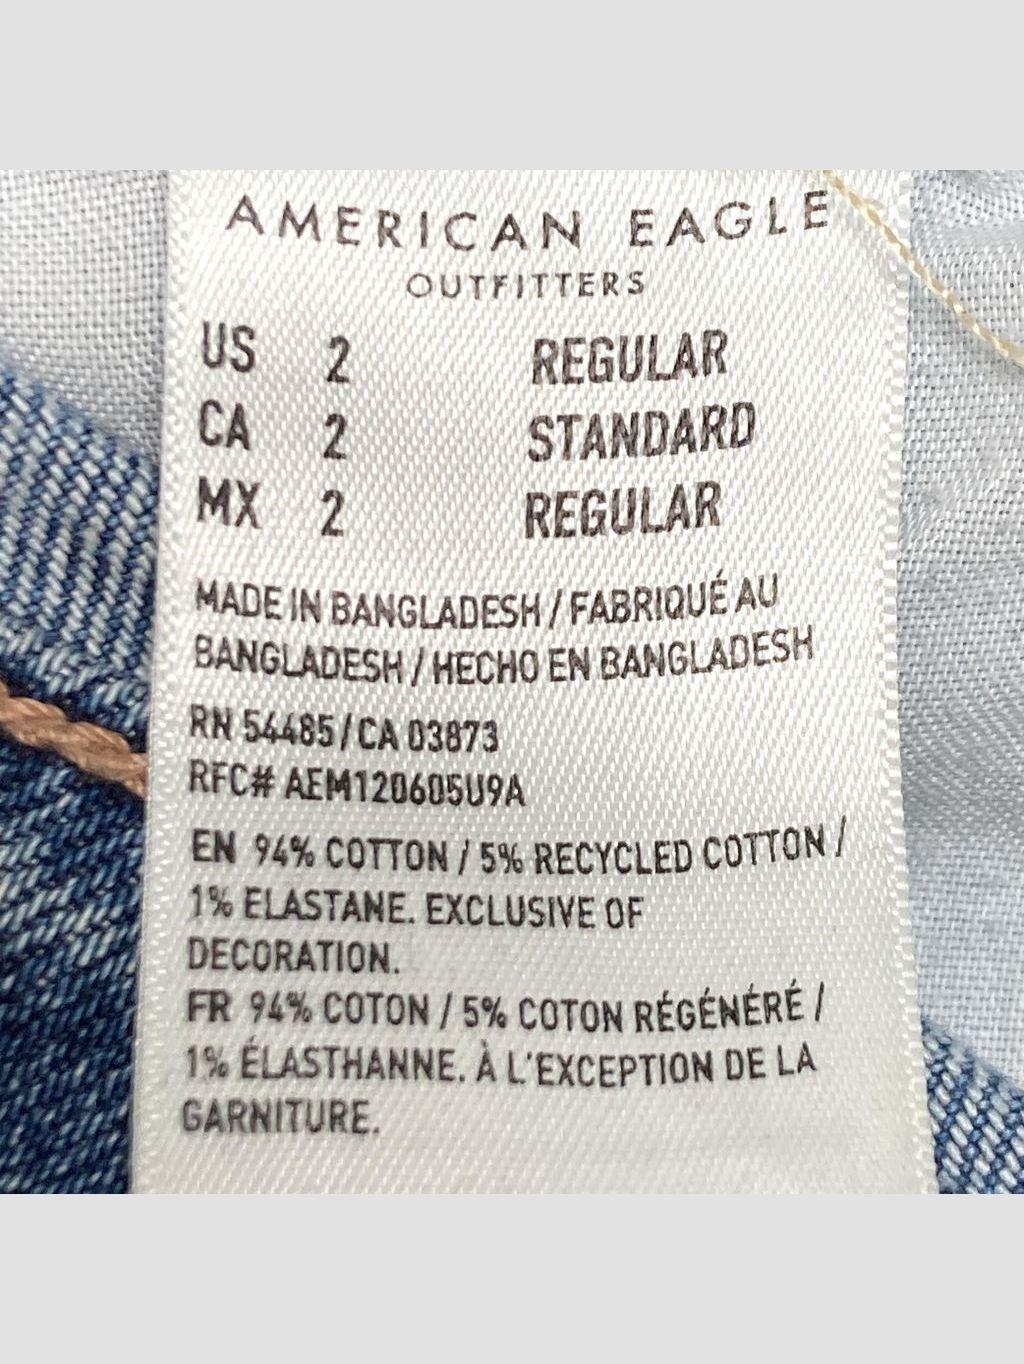 AMERICAN EAGLE
OUTFITTERS
US 2 REGULAR
CA 2 STANDARD
MX 2 REGULAR
MADE IN BANGLADESH / FABRIQUÉ AU
BANGLADESH / HECHO EN BANGLADESH
RN 54485 / CA 03873
RFC# AEM120605U9A
EN 94% COTTON / 5% RECYCLED COTTON /
1% ELASTANE. EXCLUSIVE OF
DECORATION.
FR 94% COTON / 5% COTON RÉGÉNÉRÉ /
1% ÉLASTHANNE. À L'EXCEPTION DE LA
GARNITURE.